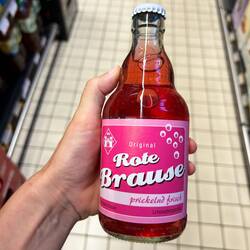 Original
Rote
Brause
prickelnd frisch